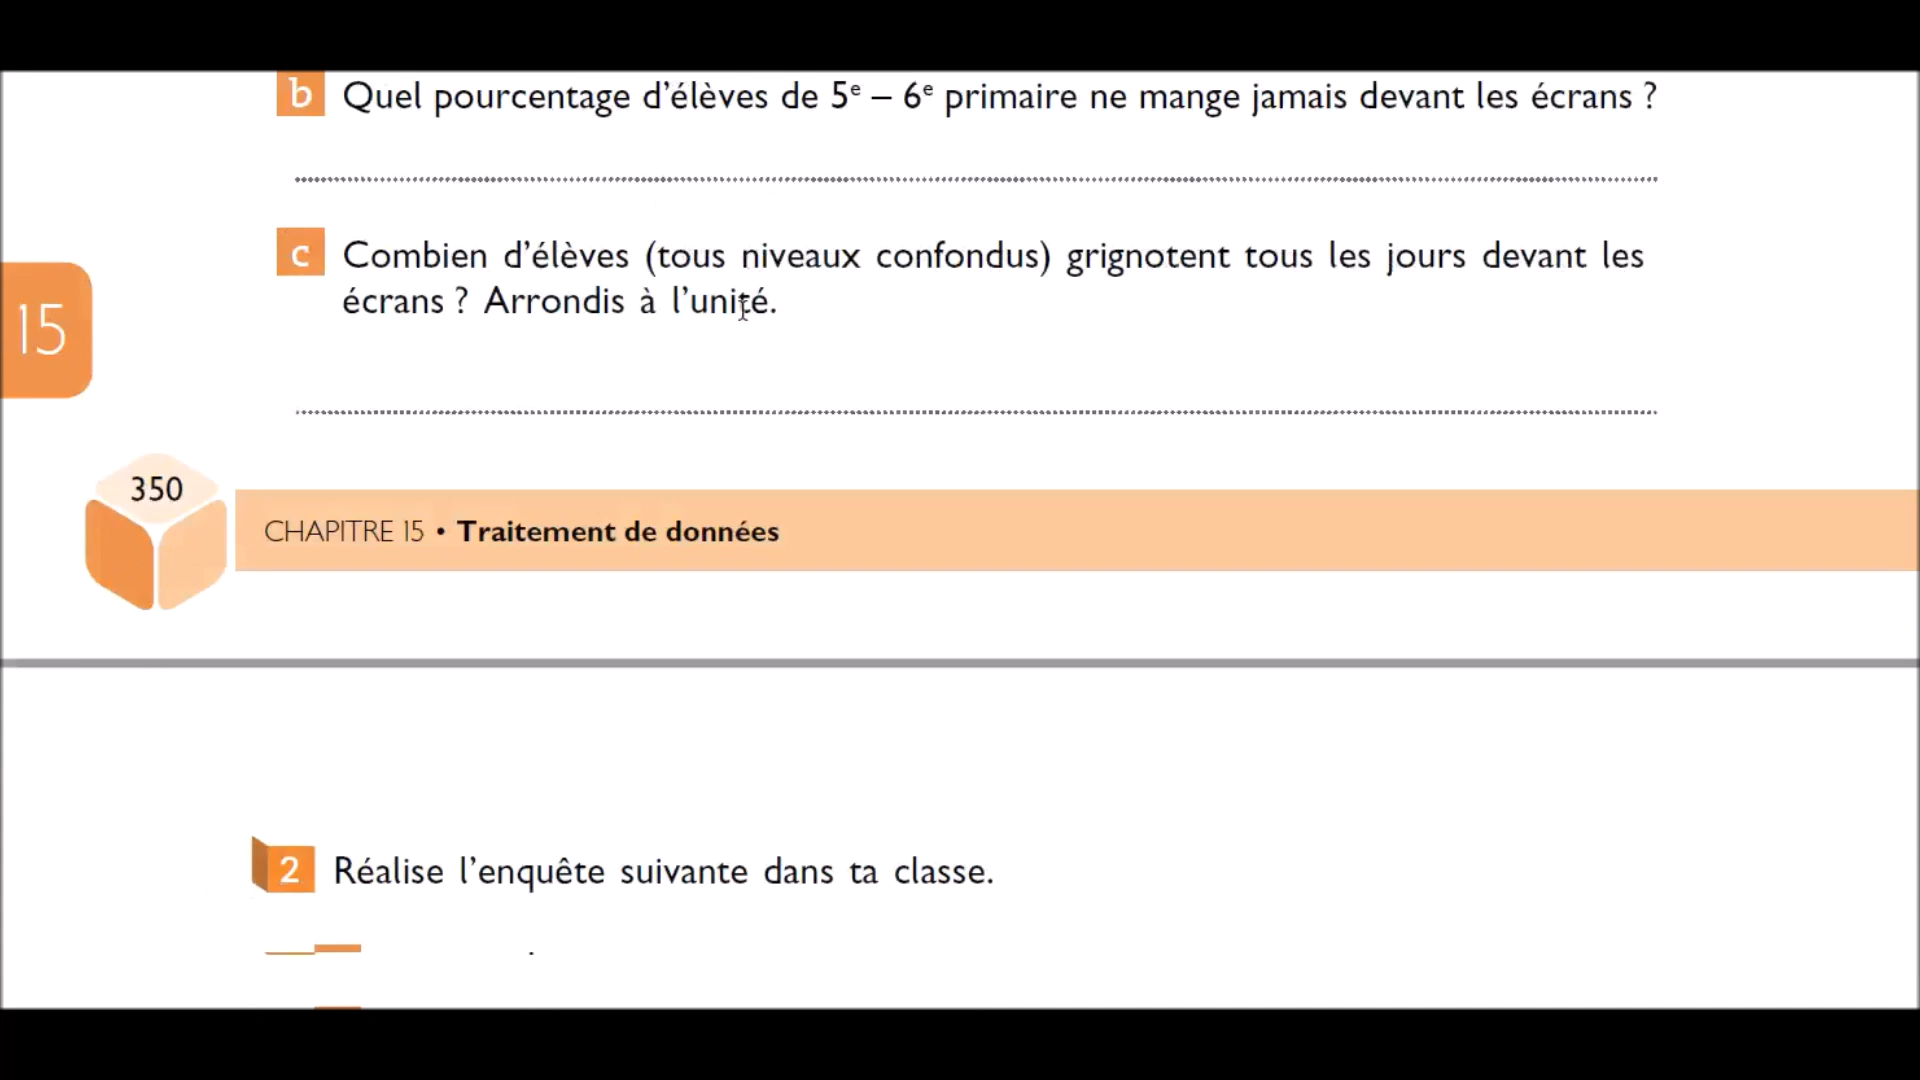 b Quel pourcentage d’élèves de 5e – 6e primaire ne mange jamais devant les écrans ?
c Combien d’élèves (tous niveaux confondus) grignotent tous les jours devant les
écrans ? Arrondis à l’unité.
15
350
CHAPITRE 15 • Traitement de données
2 Réalise l’enquête suivante dans ta classe.